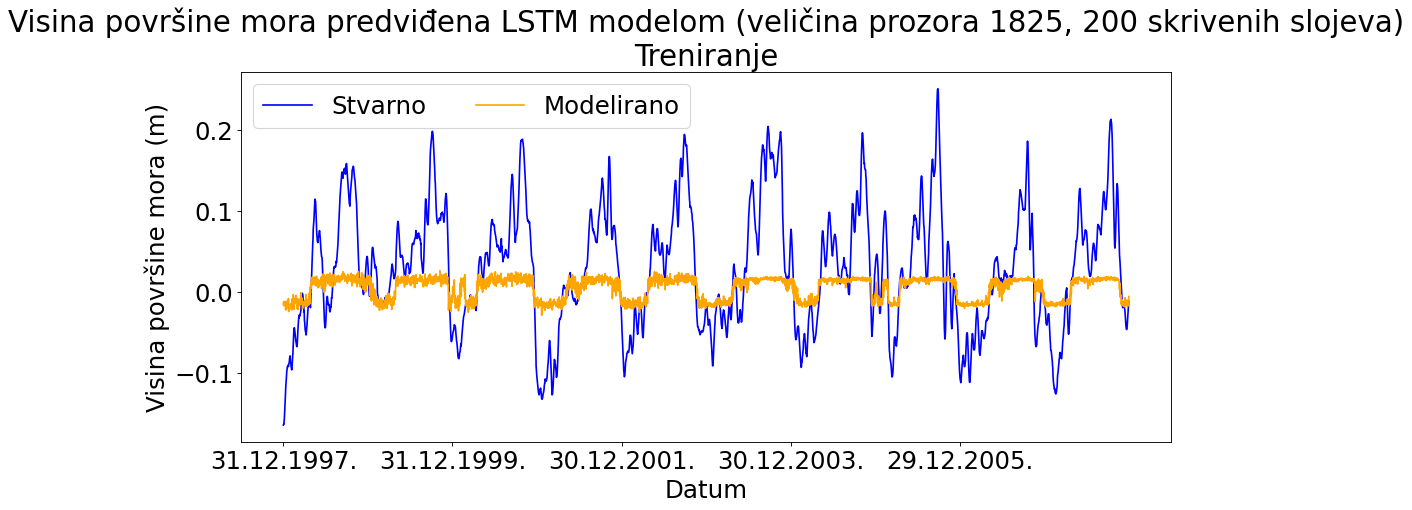 Visina površine mora predviđena LSTM modelom (veličina prozora 1825, 200 skrivenih slojeva)
Treniranje
Stvarno
Modelirano
Visina površine mora (m)
0.2
0.1
0.0
−0.1
31.12.1997.
31.12.1999.
30.12.2001.
30.12.2003.
29.12.2005.
Datum